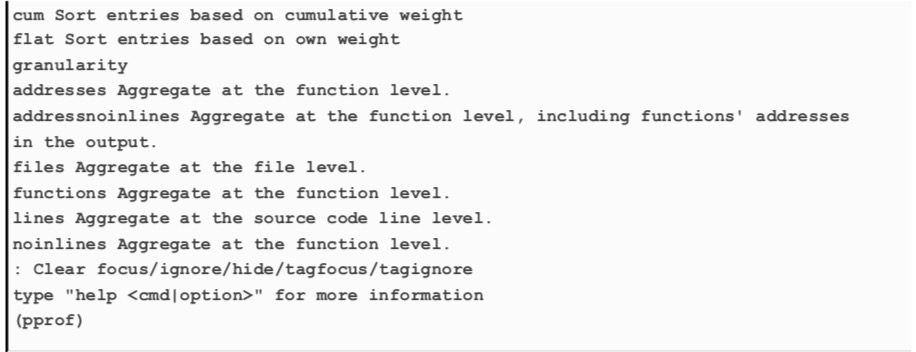 cum Sort entries based on cumulative weight
flat Sort entries based on own weight
granularity
addresses Aggregate at the function level.
addressnoinlines Aggregate at the function level, including functions' addresses
in the output.
files Aggregate at the file level.
functions Aggregate at the function level.
lines Aggregate at the source code line level.
noinlines Aggregate at the function level.
: Clear focus/ignore/hide/tagfocus/tagignore
type "help <cmd|option>" for more information
(pprof)